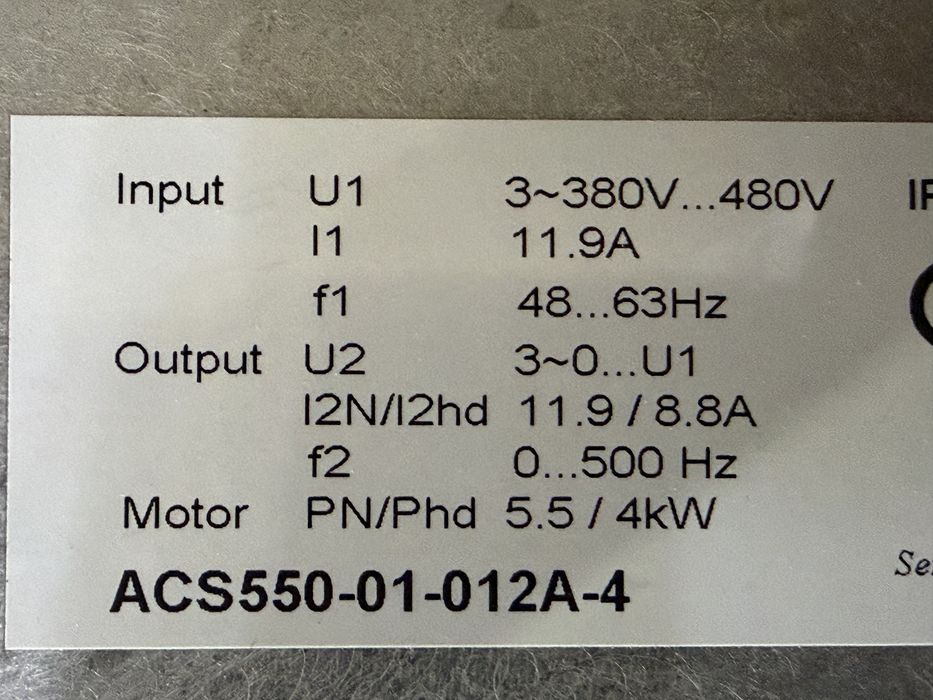 Input U1 3~380V...480V IP
I1 11.9A
f1 48...63Hz
Output U2 3~0...U1
I2N/I2hd 11.9 / 8.8A
f2 0...500 Hz
Motor PN/Phd 5.5 / 4kW
ACS550-01-012A-4